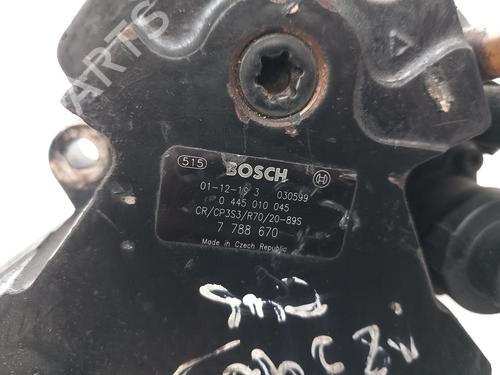 PARTS
515 BOSCH
01-12-19 3 030599
0 445 010 045
CR/CP3S3/R70/20-89S
7 788 670
Made in Czech Republic